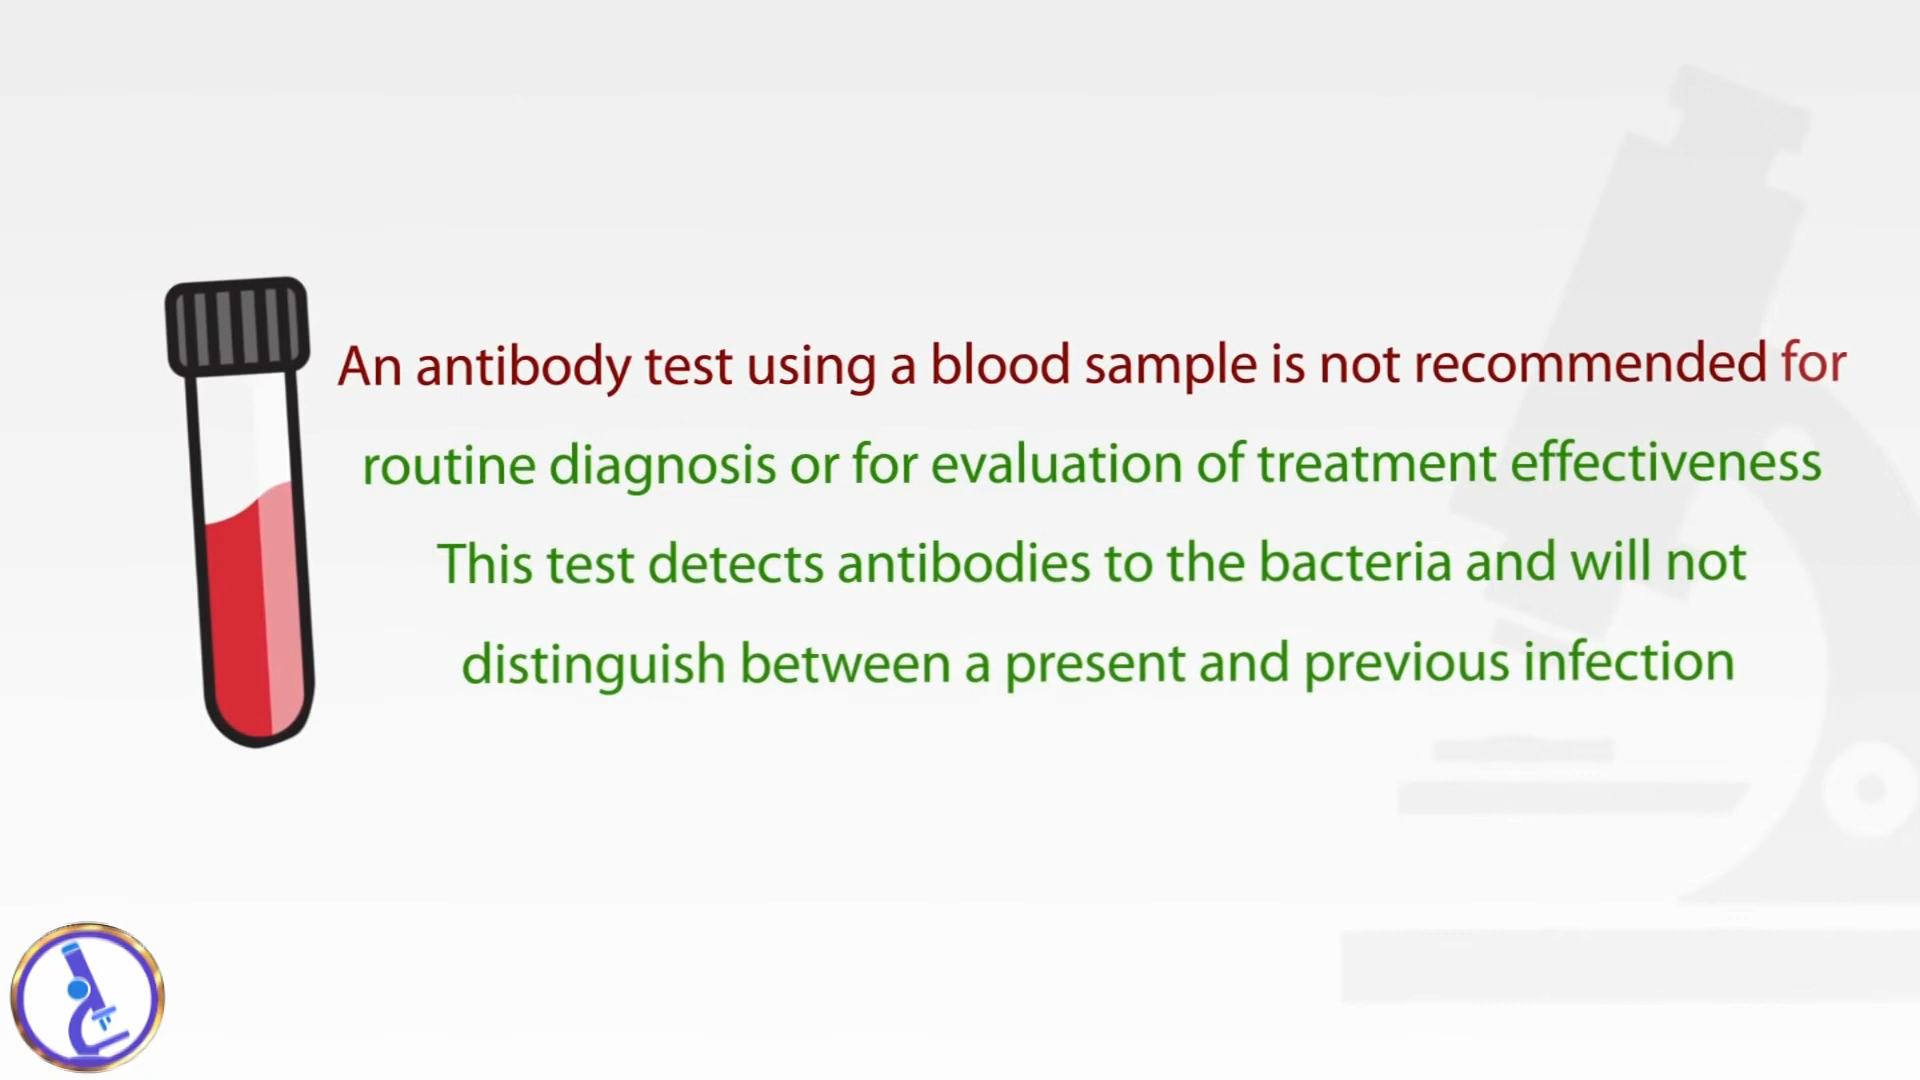 An antibody test using a blood sample is not recommended for
routine diagnosis or for evaluation of treatment effectiveness
This test detects antibodies to the bacteria and will not
distinguish between a present and previous infection